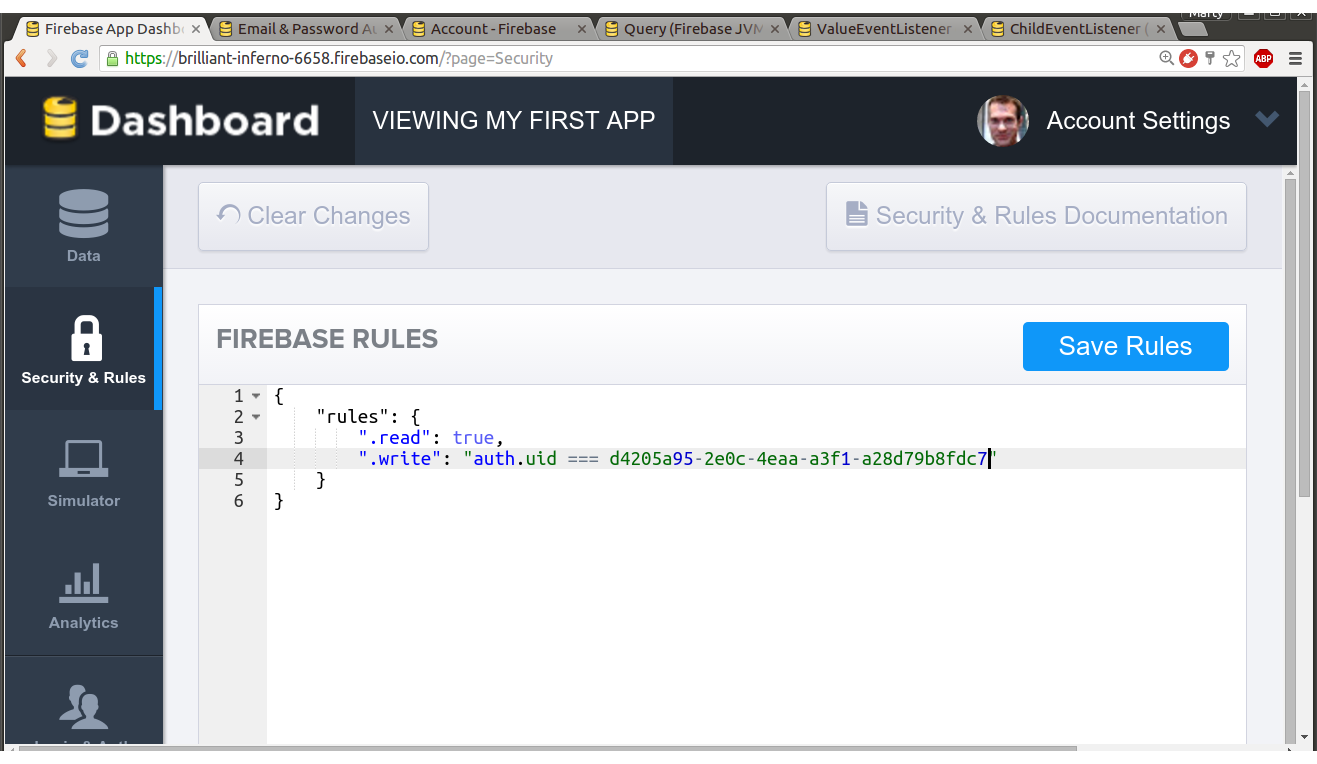 Marty
Firebase App Dashb
Email & Password Au
Account - Firebase
Query (Firebase JVM
ValueEventListener
ChildEventListener (
https://brilliant-inferno-6658.firebaseio.com/?page=Security
ABP
Dashboard
VIEWING MY FIRST APP
Account Settings
Data
Security & Rules
Simulator
Analytics
Clear Changes
Security & Rules Documentation
FIREBASE RULES
Save Rules
1 {
2 "rules": {
3 ".read": true,
4 ".write": "auth.uid === d4205a95-2e0c-4eaa-a3f1-a28d79b8fdc7"
5 }
6 }